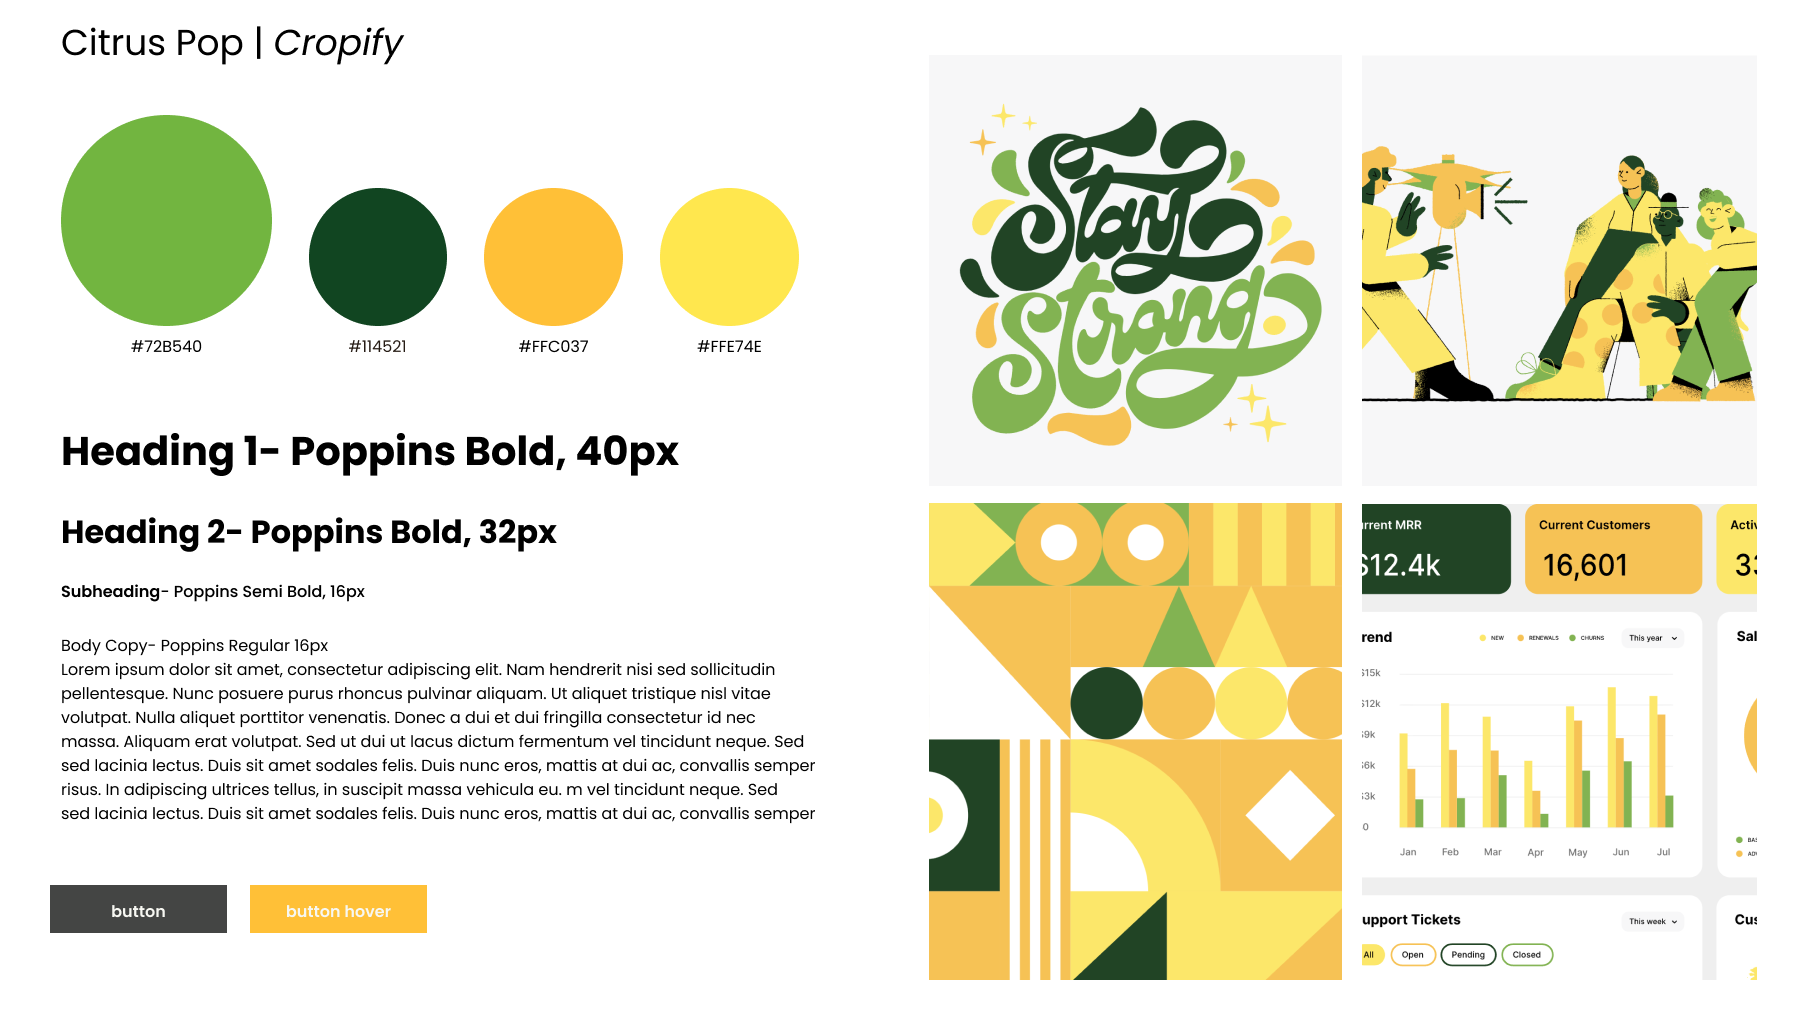 Citrus Pop | Cropify
#72B540
#114521
#FFC037
#FFE74E
Heading 1- Poppins Bold, 40px
Heading 2- Poppins Bold, 32px
Subheading- Poppins Semi Bold, 16px
Body Copy- Poppins Regular 16px
Lorem ipsum dolor sit amet, consectetur adipiscing elit. Nam hendrerit nisi sed sollicitudin
pellentesque. Nunc posuere purus rhoncus pulvinar aliquam. Ut aliquet tristique nisl vitae
volutpat. Nulla aliquet porttitor venenatis. Donec a dui et dui fringilla consectetur id nec
massa. Aliquam erat volutpat. Sed ut dui ut lacus dictum fermentum vel tincidunt neque. Sed
sed lacinia lectus. Duis sit amet sodales felis. Duis nunc eros, mattis at dui ac, convallis semper
risus. In adipiscing ultrices tellus, in suscipit massa vehicula eu. m vel tincidunt neque. Sed
sed lacinia lectus. Duis sit amet sodales felis. Duis nunc eros, mattis at dui ac, convallis semper
button
button hover
Stay
Strong
rrent MRR
$12.4k
Current Customers
16,601
Activ
33
rend
NEW
RENEWALS
CHURNS
This year
$15k
$12k
$9k
$6k
$3k
0
Jan Feb Mar Apr May Jun Jul
Sal
BAS
ADV
upport Tickets
This week
All
Open
Pending
Closed
Cus